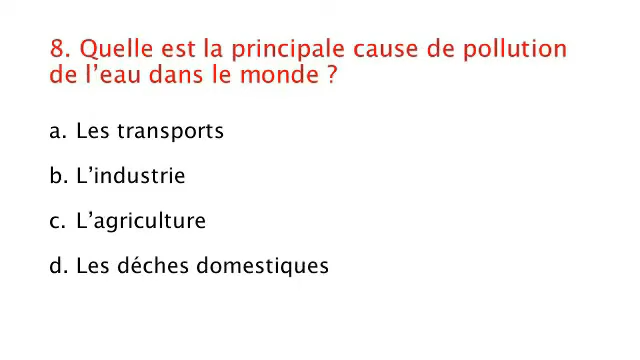 8. Quelle est la principale cause de pollution
de l’eau dans le monde ?
a. Les transports
b. L’industrie
c. L’agriculture
d. Les déches domestiques